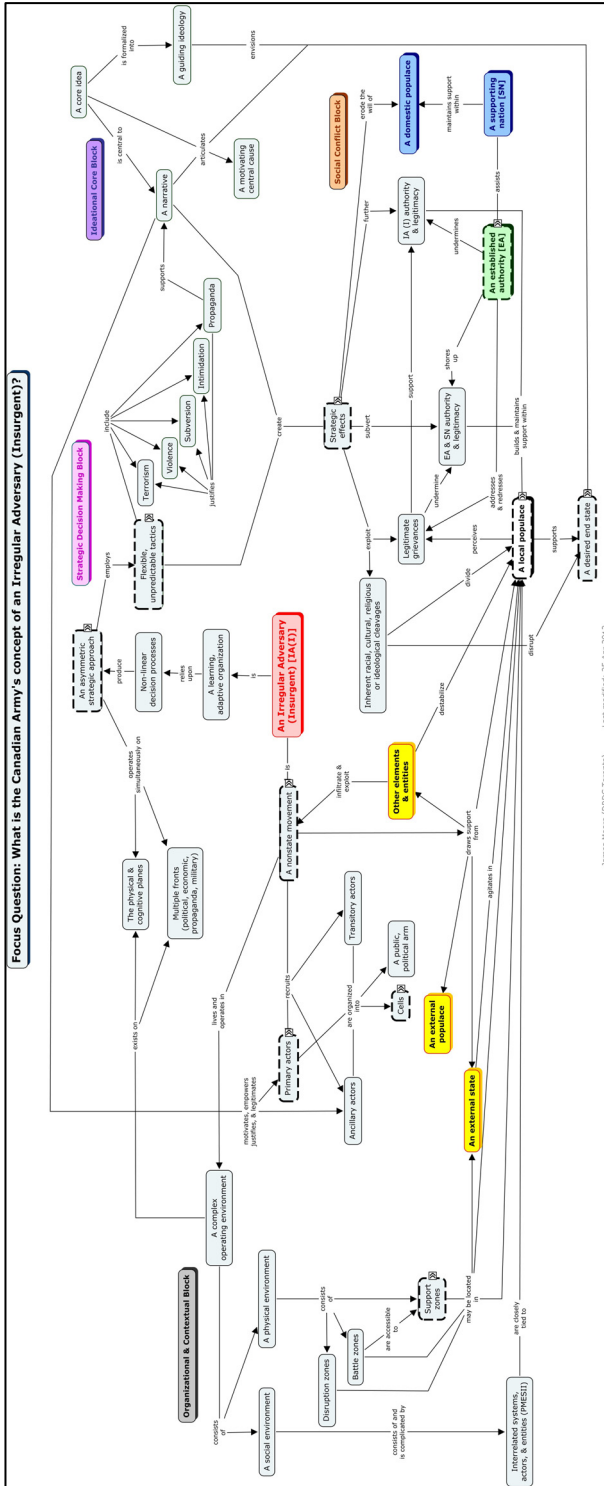 Focus Question: What is the Canadian Army's concept of an Irregular Adversary (Insurgent)?
Organizational & Contextual Block
Strategic Decision Making Block
Ideational Core Block
Social Conflict Block
A core idea
is formalized
into
A guiding ideology
envisions
is central to
articulates
A narrative
A motivating
central cause
supports
Propaganda
Intimidation
Subversion
Violence
Terrorism
include
justifies
Flexible,
unpredictable tactics
create
employs
An asymmetric
strategic approach
produce
Non-linear
decision processes
relies
upon
A learning,
adaptive organization
is
An Irregular Adversary
(Insurgent) [IA(I)]
is
A nonstate movement
operates
simultaneously on
The physical &
cognitive planes
Multiple fronts
(political, economic,
propaganda, military)
exists on
lives and
operates in
A complex
operating environment
consists
of
A social environment
A physical environment
consists
of
Disruption zones
Battle zones
are accessible
to
Support
zones
may be located
in
consists of and
is complicated by
Interrelated systems,
actors, & entities (PMESII)
are closely
tied to
motivates, empowers
justifies, & legitimates
Primary actors
recruits
Ancillary actors
Transitory actors
are organized
into
Cells
A public,
political arm
An external
populace
An external state
draws support
from
agitates in
infiltrate &
exploit
Other elements
& entities
destabilize
Strategic
effects
exploit
subvert
further
erode the
will of
Inherent racial, cultural, religious
or ideological cleavages
divide
disrupt
Legitimate
grievances
perceives
undermine
support
EA & SN authority
& legitimacy
shores
up
addresses
& redresses
IA (I) authority
& legitimacy
undermines
A domestic populace
maintains support
within
A supporting
nation [SN]
assists
An established
authority [EA]
builds & maintains
support within
A local populace
supports
A desired end state